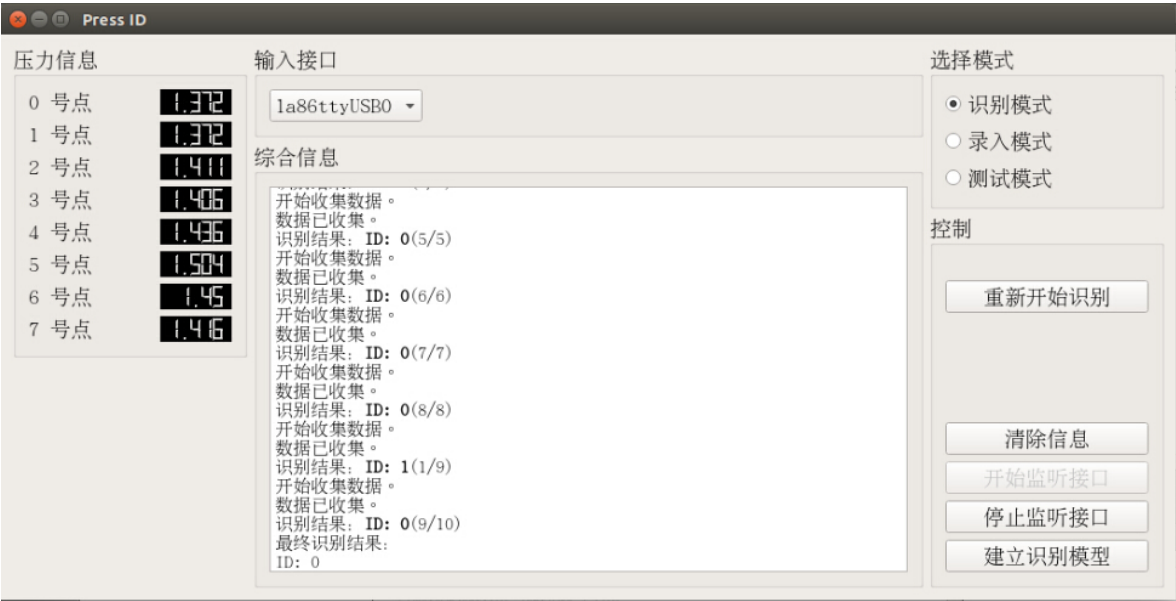 Press ID
压力信息
0 号点 1.372
1 号点 1.372
2 号点 1.411
3 号点 1.406
4 号点 1.436
5 号点 1.504
6 号点 1.45
7 号点 1.416
输入接口
1a86ttyUSB0
综合信息
开始收集数据。
数据已收集。
识别结果：ID: 0(5/5)
开始收集数据。
数据已收集。
识别结果：ID: 0(6/6)
开始收集数据。
数据已收集。
识别结果：ID: 0(7/7)
开始收集数据。
数据已收集。
识别结果：ID: 0(8/8)
开始收集数据。
数据已收集。
识别结果：ID: 1(1/9)
开始收集数据。
数据已收集。
识别结果：ID: 0(9/10)
最终识别结果：
ID: 0
选择模式
识别模式
录入模式
测试模式
控制
重新开始识别
清除信息
开始监听接口
停止监听接口
建立识别模型